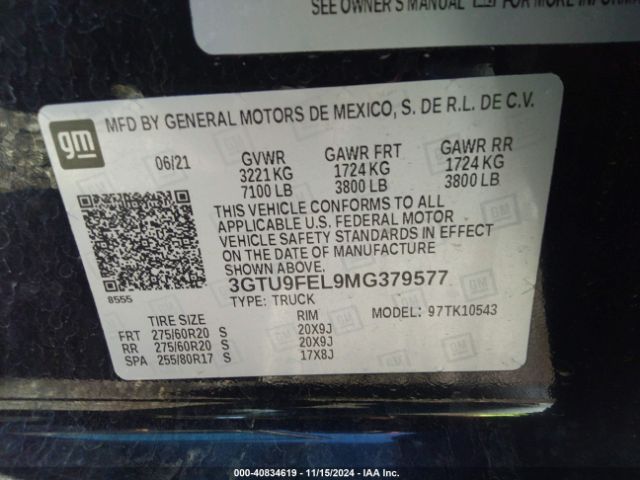 SEE OWNER'S MANUAL GM FOR MORE INFORMATION
gm
MFD BY GENERAL MOTORS DE MEXICO, S. DE R.L. DE C.V.
06/21 GVWR GAWR FRT GAWR RR
3221 KG 1724 KG 1724 KG
7100 LB 3800 LB 3800 LB
THIS VEHICLE CONFORMS TO ALL
APPLICABLE U.S. FEDERAL MOTOR
VEHICLE SAFETY STANDARDS IN EFFECT
ON THE DATE OF MANUFACTURE
SHOWN ABOVE.
8555
3GTU9FEL9MG379577
TYPE: TRUCK
MODEL: 97TK10543
TIRE SIZE RIM
FRT 275/60R20 S 20X9J
RR 275/60R20 S 20X9J
SPA 255/80R17 S 17X8J
000-40834619 - 11/15/2024 - IAA Inc.